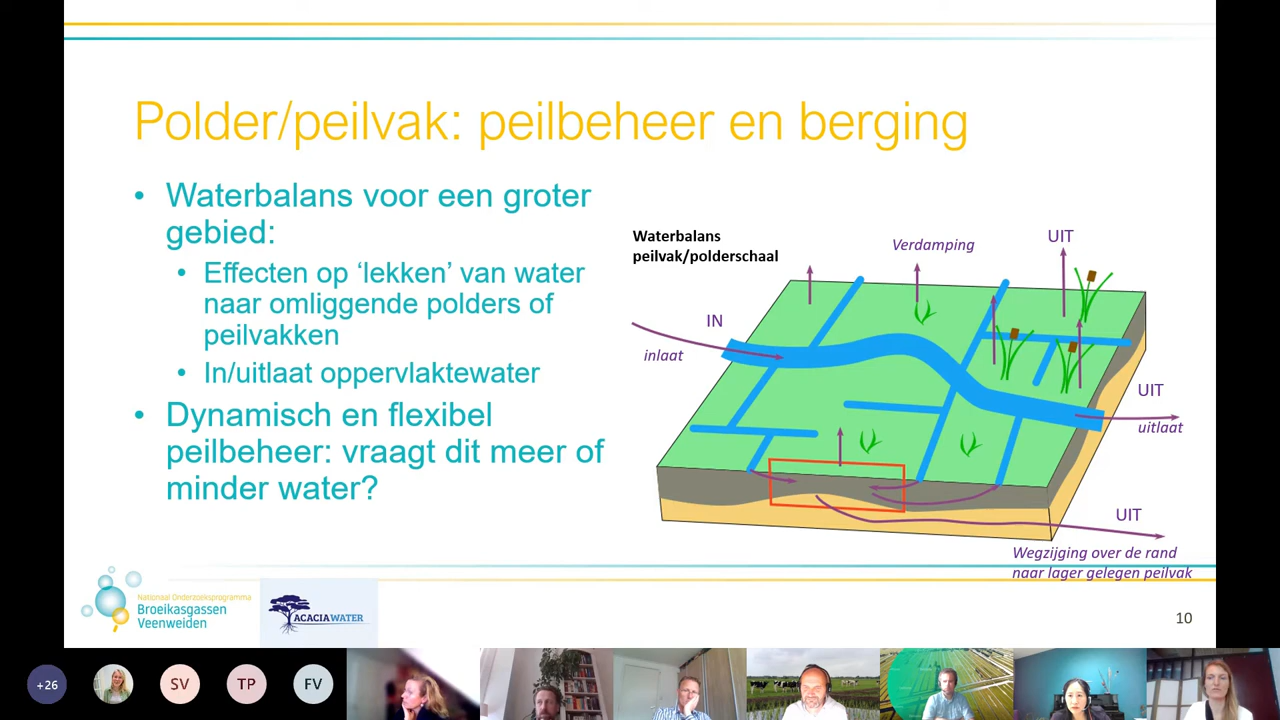 Polder/peilvak: peilbeheer en berging
• Waterbalans voor een groter
gebied:
• Effecten op ‘lekken’ van water
naar omliggende polders of
peilvakken
• In/uitlaat oppervlaktewater
• Dynamisch en flexibel
peilbeheer: vraagt dit meer of
minder water?
Waterbalans
peilvak/polderschaal
Verdamping
UIT
IN
inlaat
UIT
uitlaat
UIT
Wegzijging over de rand
naar lager gelegen peilvak
Nationaal Onderzoeksprogramma
Broeikasgassen
Veenweiden
ACACIAWATER
10
+26
SV
TP
FV